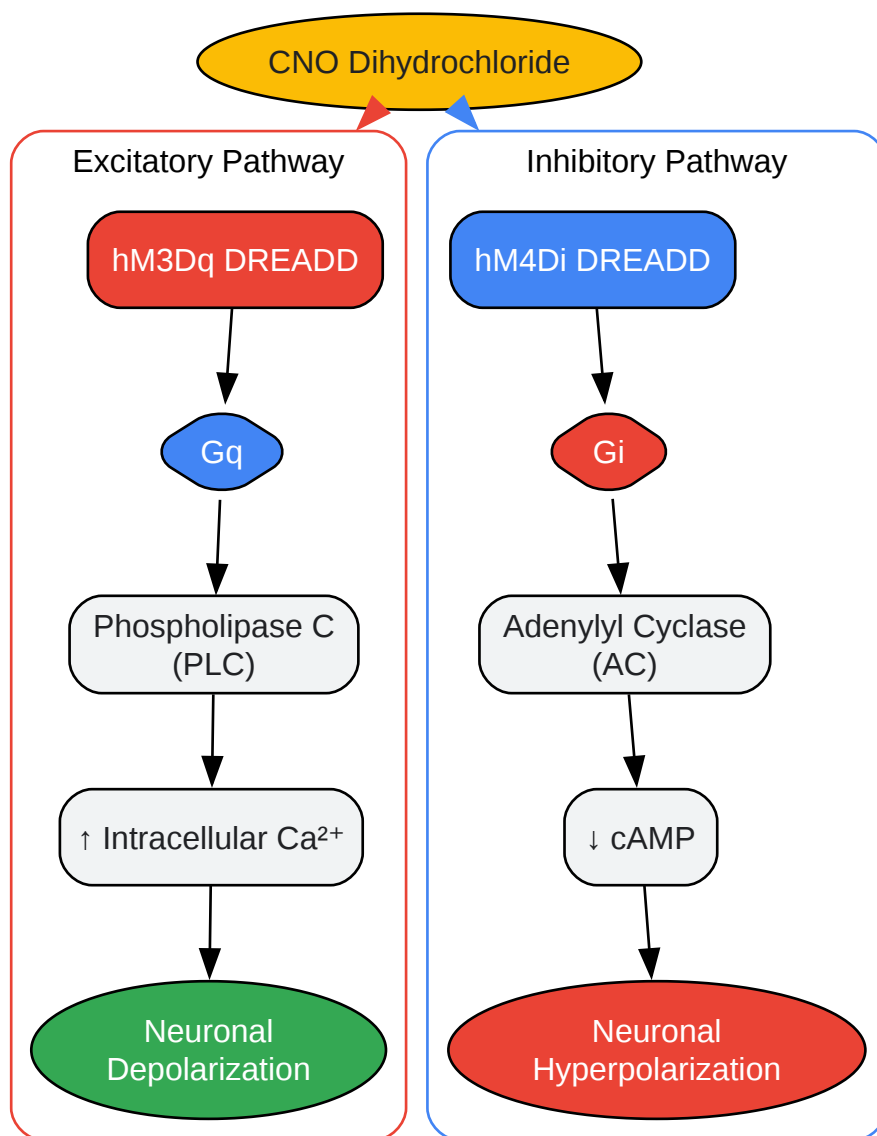 CNO Dihydrochloride
Excitatory Pathway
hM3Dq DREADD
Gq
Phospholipase C
(PLC)
↑ Intracellular Ca²⁺
Neuronal
Depolarization
Inhibitory Pathway
hM4Di DREADD
Gi
Adenylyl Cyclase
(AC)
↓ cAMP
Neuronal
Hyperpolarization